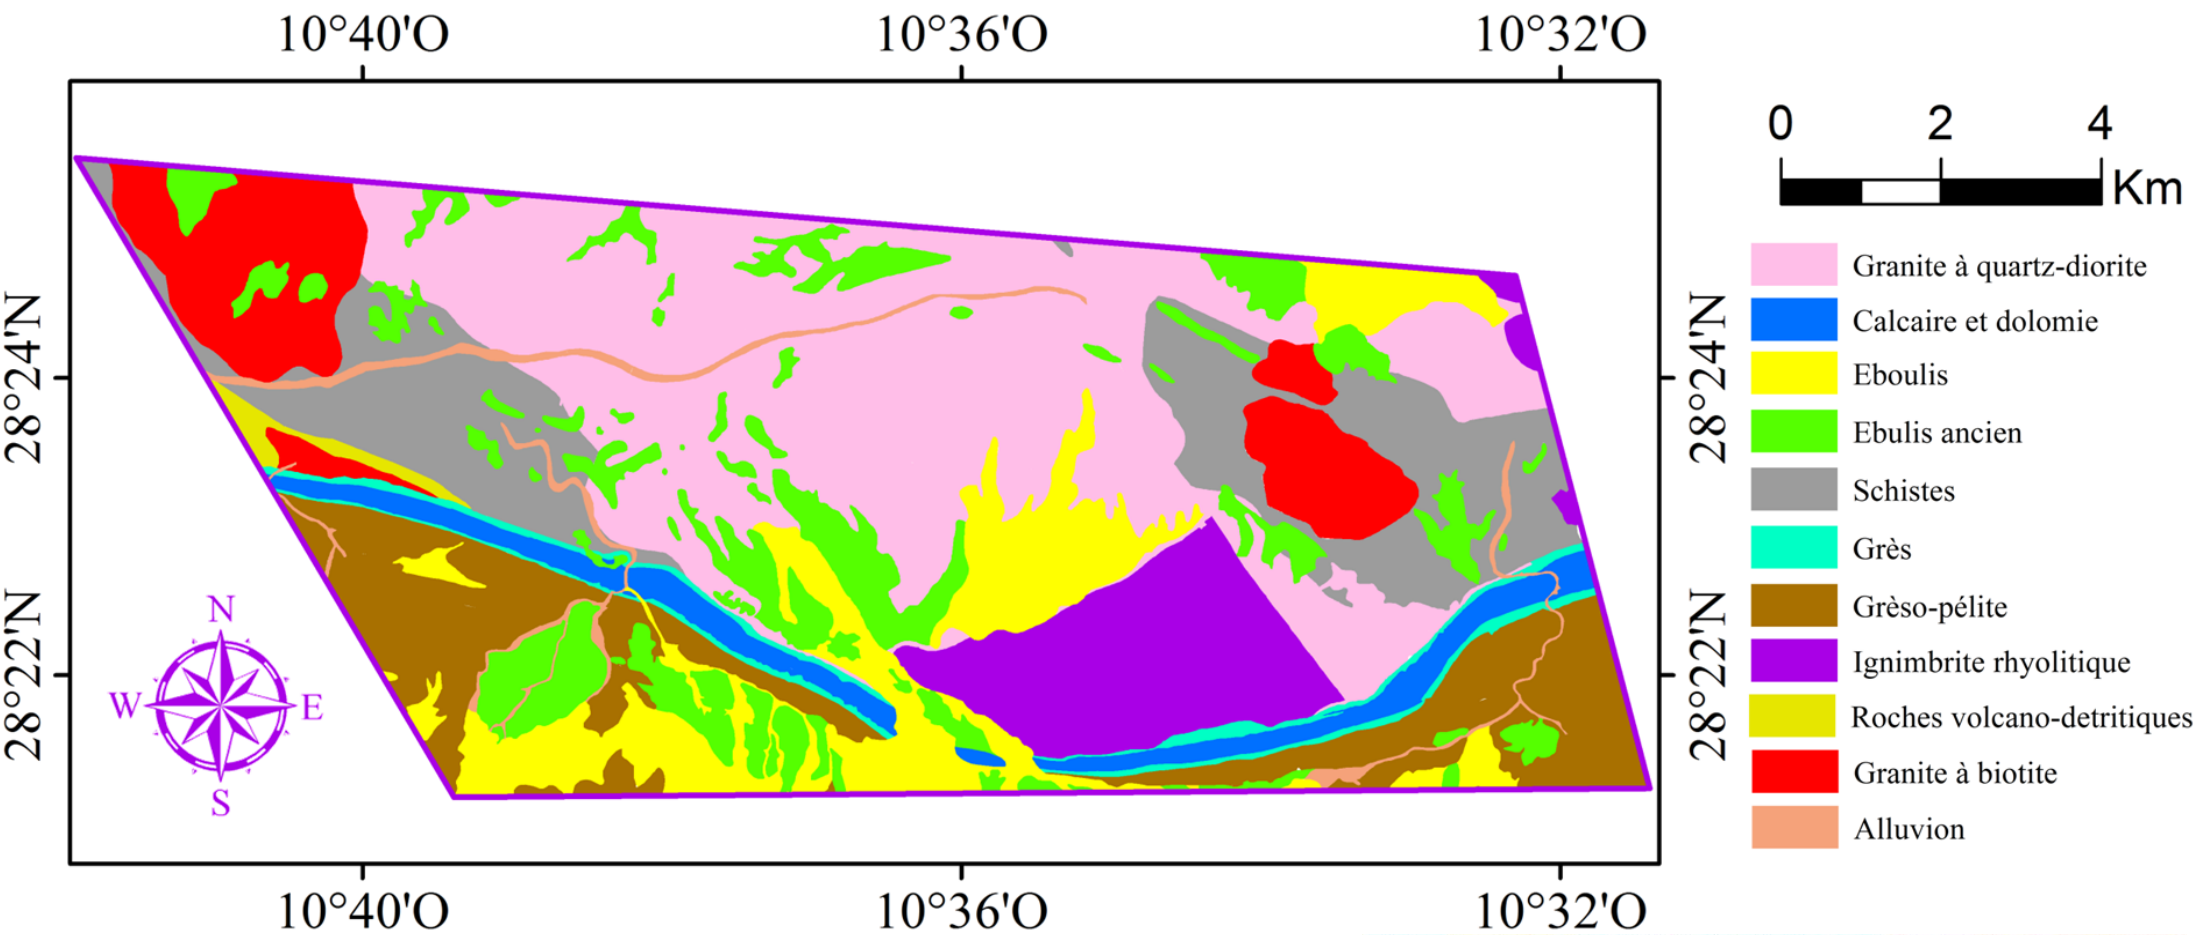 10°40'O 10°36'O 10°32'O
0 2 4
Km
28°24'N 28°24'N
28°22'N 28°22'N
N
W E
S
Granite à quartz-diorite
Calcaire et dolomie
Eboulis
Ebulis ancien
Schistes
Grès
Grèso-pélite
Ignimbrite rhyolitique
Roches volcano-detritiques
Granite à biotite
Alluvion
10°40'O 10°36'O 10°32'O